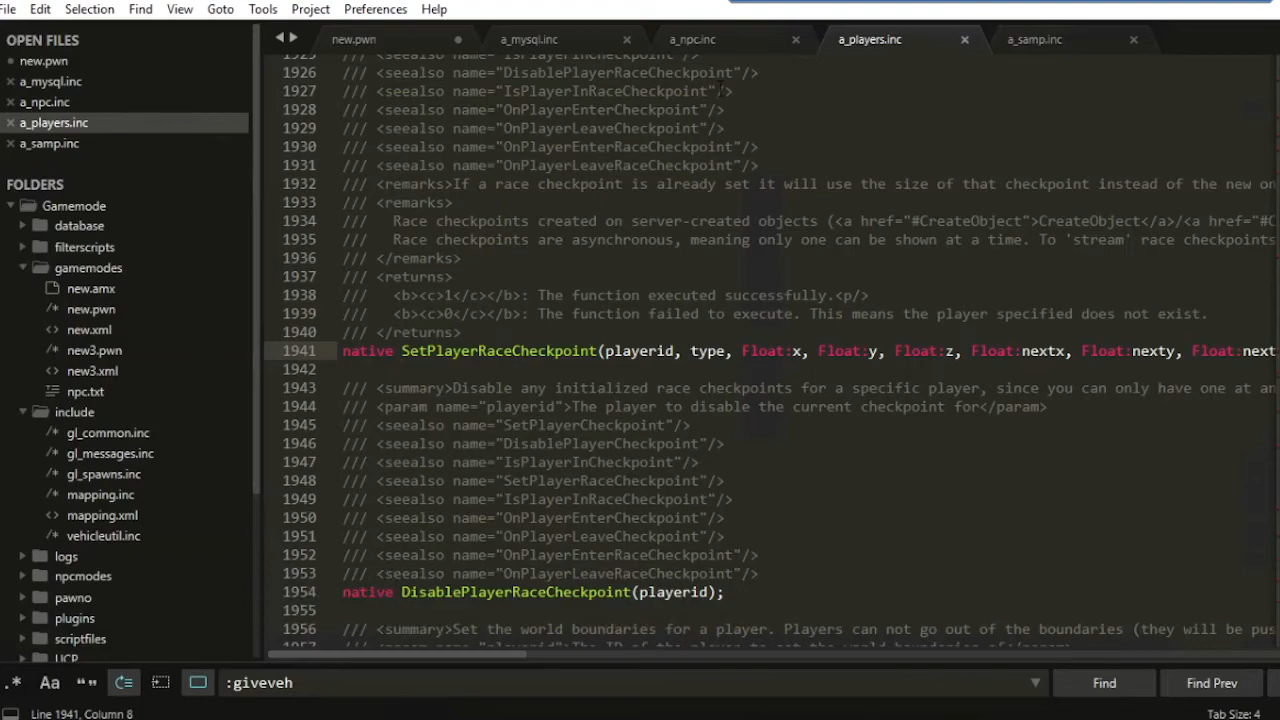 File Edit Selection Find View Goto Tools Project Preferences Help
OPEN FILES
new.pwn
a_mysql.inc
a_npc.inc
a_players.inc
a_samp.inc
FOLDERS
Gamemode
database
filterscripts
gamemodes
new.amx
new.pwn
new.xml
new3.pwn
new3.xml
npc.txt
include
gl_common.inc
gl_messages.inc
gl_spawns.inc
mapping.inc
mapping.xml
vehicleutil.inc
logs
npcmodes
pawno
plugins
scriptfiles
UCP
new.pwn a_mysql.inc a_npc.inc a_players.inc a_samp.inc
1925 /// <seealso name="IsPlayerInCheckpoint"/>
1926 /// <seealso name="DisablePlayerRaceCheckpoint"/>
1927 /// <seealso name="IsPlayerInRaceCheckpoint"/>
1928 /// <seealso name="OnPlayerEnterCheckpoint"/>
1929 /// <seealso name="OnPlayerLeaveCheckpoint"/>
1930 /// <seealso name="OnPlayerEnterRaceCheckpoint"/>
1931 /// <seealso name="OnPlayerLeaveRaceCheckpoint"/>
1932 /// <remarks>If a race checkpoint is already set it will use the size of that checkpoint instead of the new on
1933 /// <remarks>
1934 /// Race checkpoints created on server-created objects (<a href="#CreateObject">CreateObject</a>/<a href="#C
1935 /// Race checkpoints are asynchronous, meaning only one can be shown at a time. To 'stream' race checkpoints
1936 /// </remarks>
1937 /// <returns>
1938 /// <b><c>1</c></b>: The function executed successfully.<p/>
1939 /// <b><c>0</c></b>: The function failed to execute. This means the player specified does not exist.
1940 /// </returns>
1941 native SetPlayerRaceCheckpoint(playerid, type, Float:x, Float:y, Float:z, Float:nextx, Float:nexty, Float:next
1942
1943 /// <summary>Disable any initialized race checkpoints for a specific player, since you can only have one at an
1944 /// <param name="playerid">The player to disable the current checkpoint for</param>
1945 /// <seealso name="SetPlayerCheckpoint"/>
1946 /// <seealso name="DisablePlayerCheckpoint"/>
1947 /// <seealso name="IsPlayerInCheckpoint"/>
1948 /// <seealso name="SetPlayerRaceCheckpoint"/>
1949 /// <seealso name="IsPlayerInRaceCheckpoint"/>
1950 /// <seealso name="OnPlayerEnterCheckpoint"/>
1951 /// <seealso name="OnPlayerLeaveCheckpoint"/>
1952 /// <seealso name="OnPlayerEnterRaceCheckpoint"/>
1953 /// <seealso name="OnPlayerLeaveRaceCheckpoint"/>
1954 native DisablePlayerRaceCheckpoint(playerid);
1955
1956 /// <summary>Set the world boundaries for a player. Players can not go out of the boundaries (they will be pus
:giveveh
Find
Find Prev
Line 1941, Column 8
Tab Size: 4